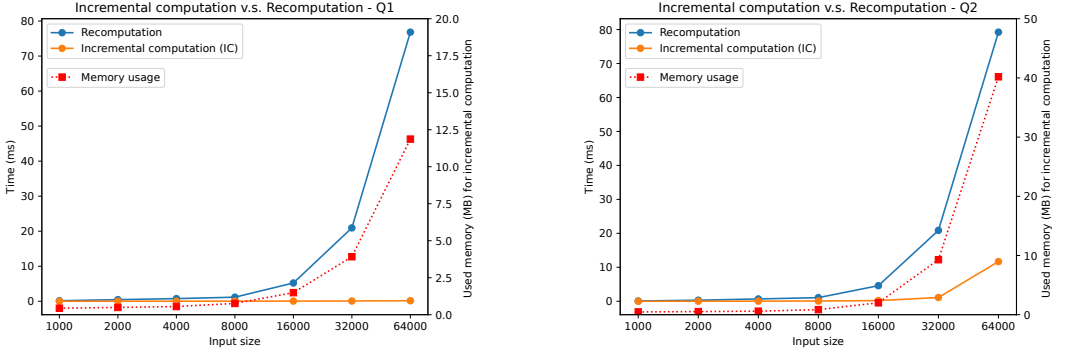 Incremental computation v.s. Recomputation - Q1
Recomputation
Incremental computation (IC)
Memory usage
Time (ms)
80
70
60
50
40
30
20
10
0
20.0
17.5
15.0
12.5
10.0
7.5
5.0
2.5
0.0
Used memory (MB) for incremental computation
1000 2000 4000 8000 16000 32000 64000
Input size
Incremental computation v.s. Recomputation - Q2
Recomputation
Incremental computation (IC)
Memory usage
Time (ms)
80
70
60
50
40
30
20
10
0
50
40
30
20
10
0
Used memory (MB) for incremental computation
1000 2000 4000 8000 16000 32000 64000
Input size